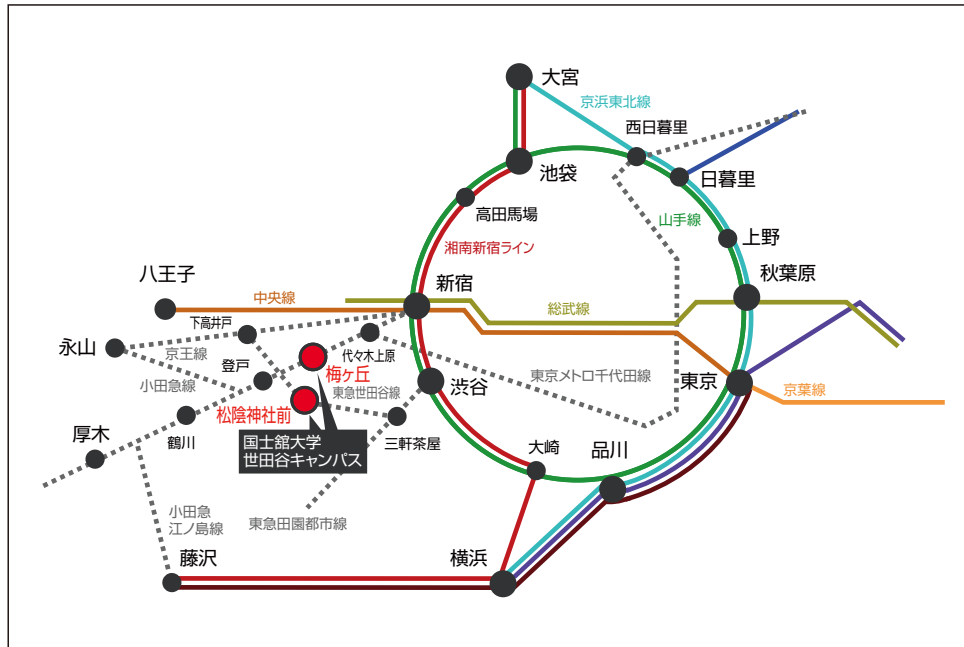 大宮
京浜東北線
西日暮里
池袋
日暮里
高田馬場
山手線
上野
湘南新宿ライン
秋葉原
八王子
新宿
中央線
総武線
下高井戸
永山
京王線
代々木上原
登戸
梅ヶ丘
小田急線
東急世田谷線
渋谷
東京メトロ千代田線
東京
京葉線
松陰神社前
厚木
鶴川
国士舘大学
世田谷キャンパス
三軒茶屋
大崎
品川
小田急
江ノ島線
東急田園都市線
藤沢
横浜